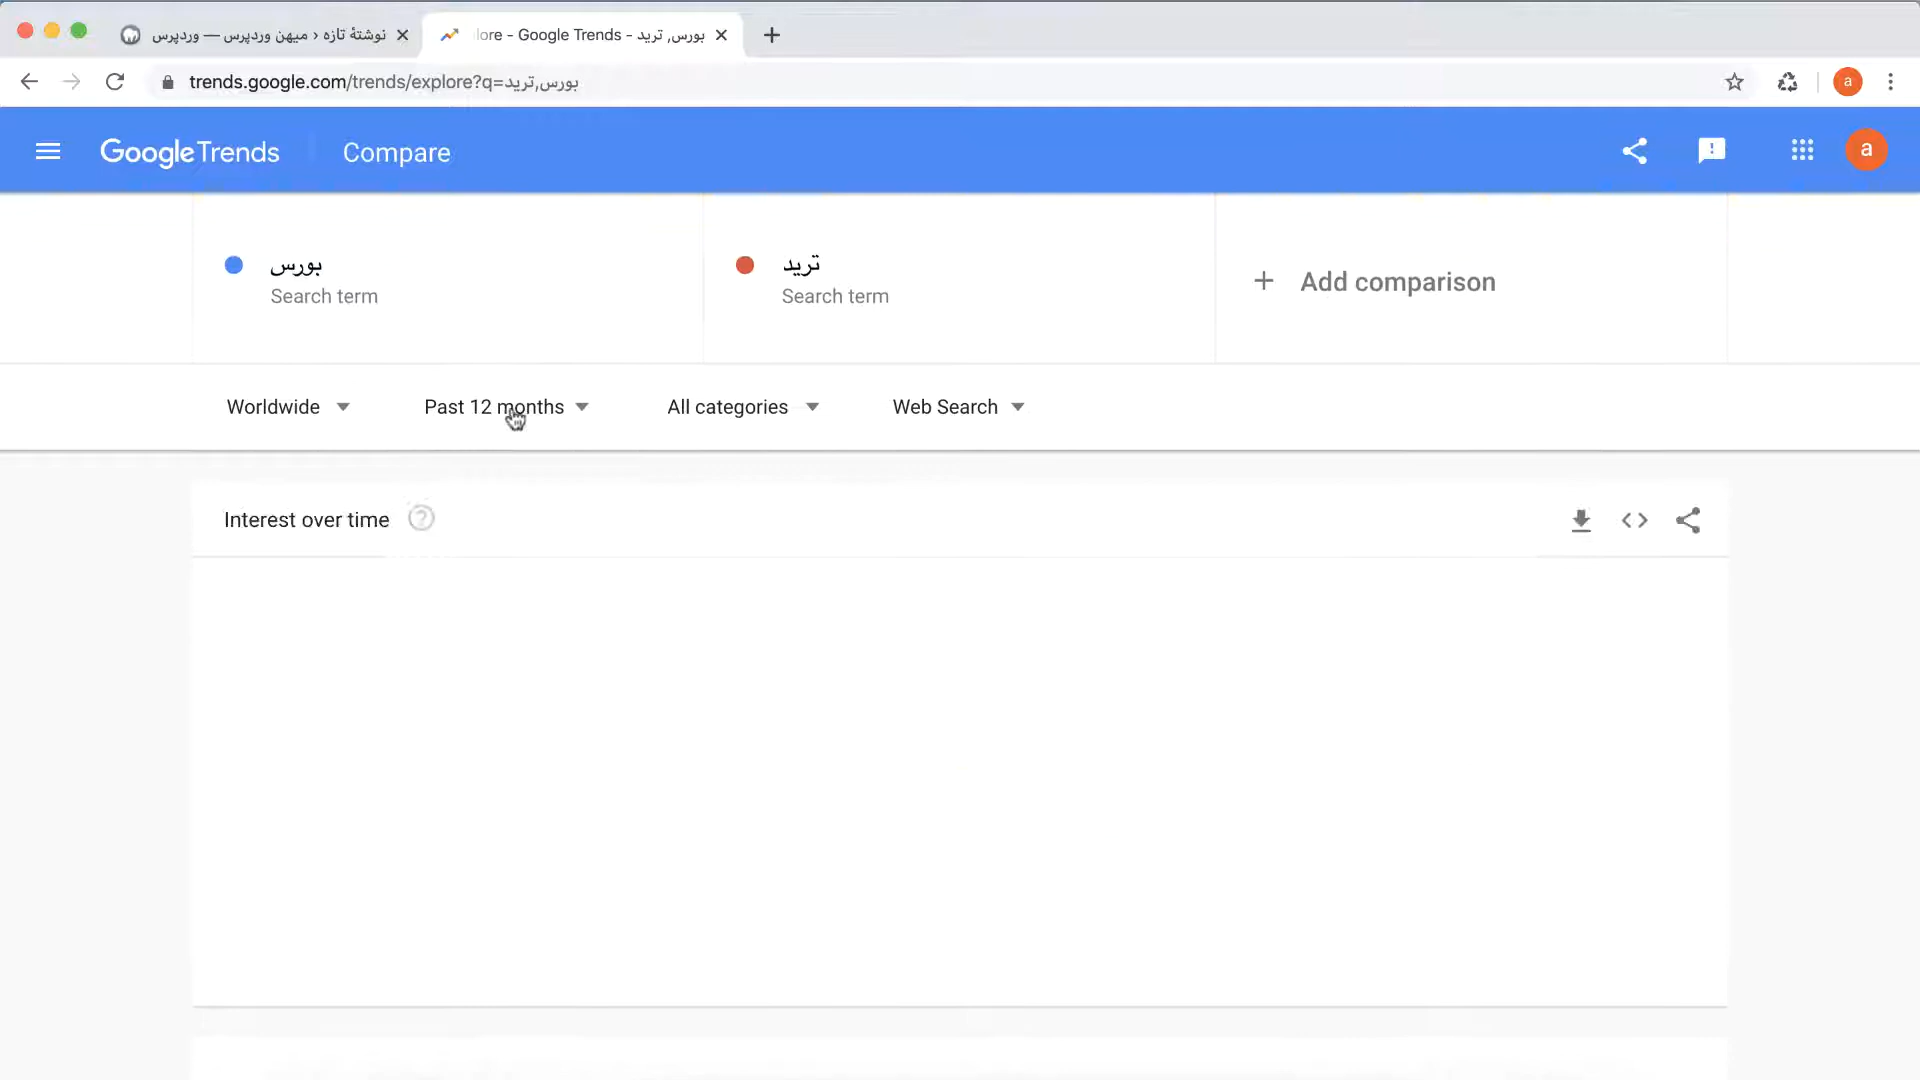 نوشتهٔ تازه ‹ میهن وردپرس — وردپرس
بورس, ترید - lore - Google Trends
trends.google.com/trends/explore?q=بورس,ترید
a
Google Trends
Compare
a
بورس
Search term
ترید
Search term
+ Add comparison
Worldwide
Past 12 months
All categories
Web Search
Interest over time